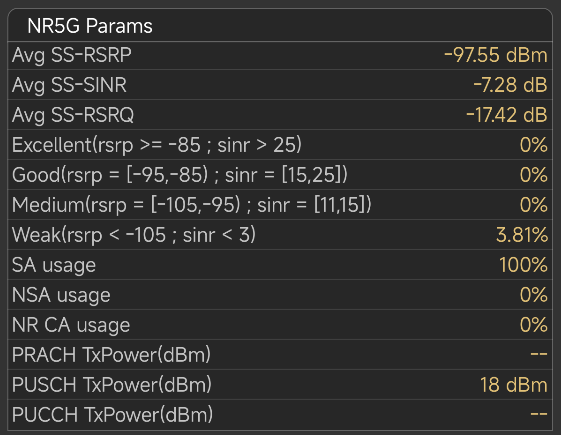 NR5G Params
Avg SS-RSRP -97.55 dBm
Avg SS-SINR -7.28 dB
Avg SS-RSRQ -17.42 dB
Excellent(rsrp >= -85 ; sinr > 25) 0%
Good(rsrp = [-95,-85) ; sinr = [15,25]) 0%
Medium(rsrp = [-105,-95) ; sinr = [11,15]) 0%
Weak(rsrp < -105 ; sinr < 3) 3.81%
SA usage 100%
NSA usage 0%
NR CA usage 0%
PRACH TxPower(dBm) --
PUSCH TxPower(dBm) 18 dBm
PUCCH TxPower(dBm) --